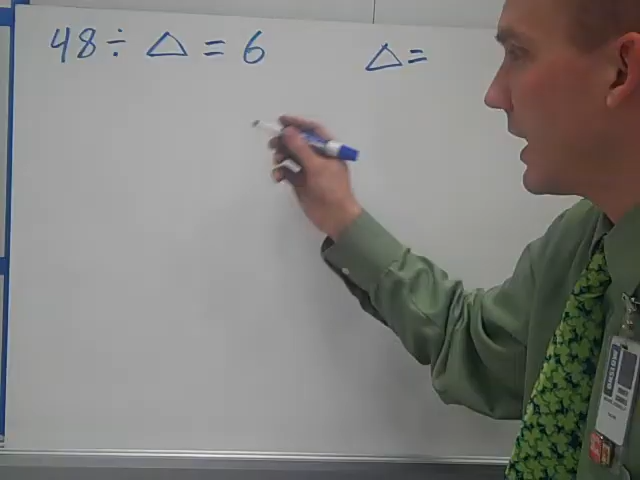 48 ÷ △ = 6
△ =